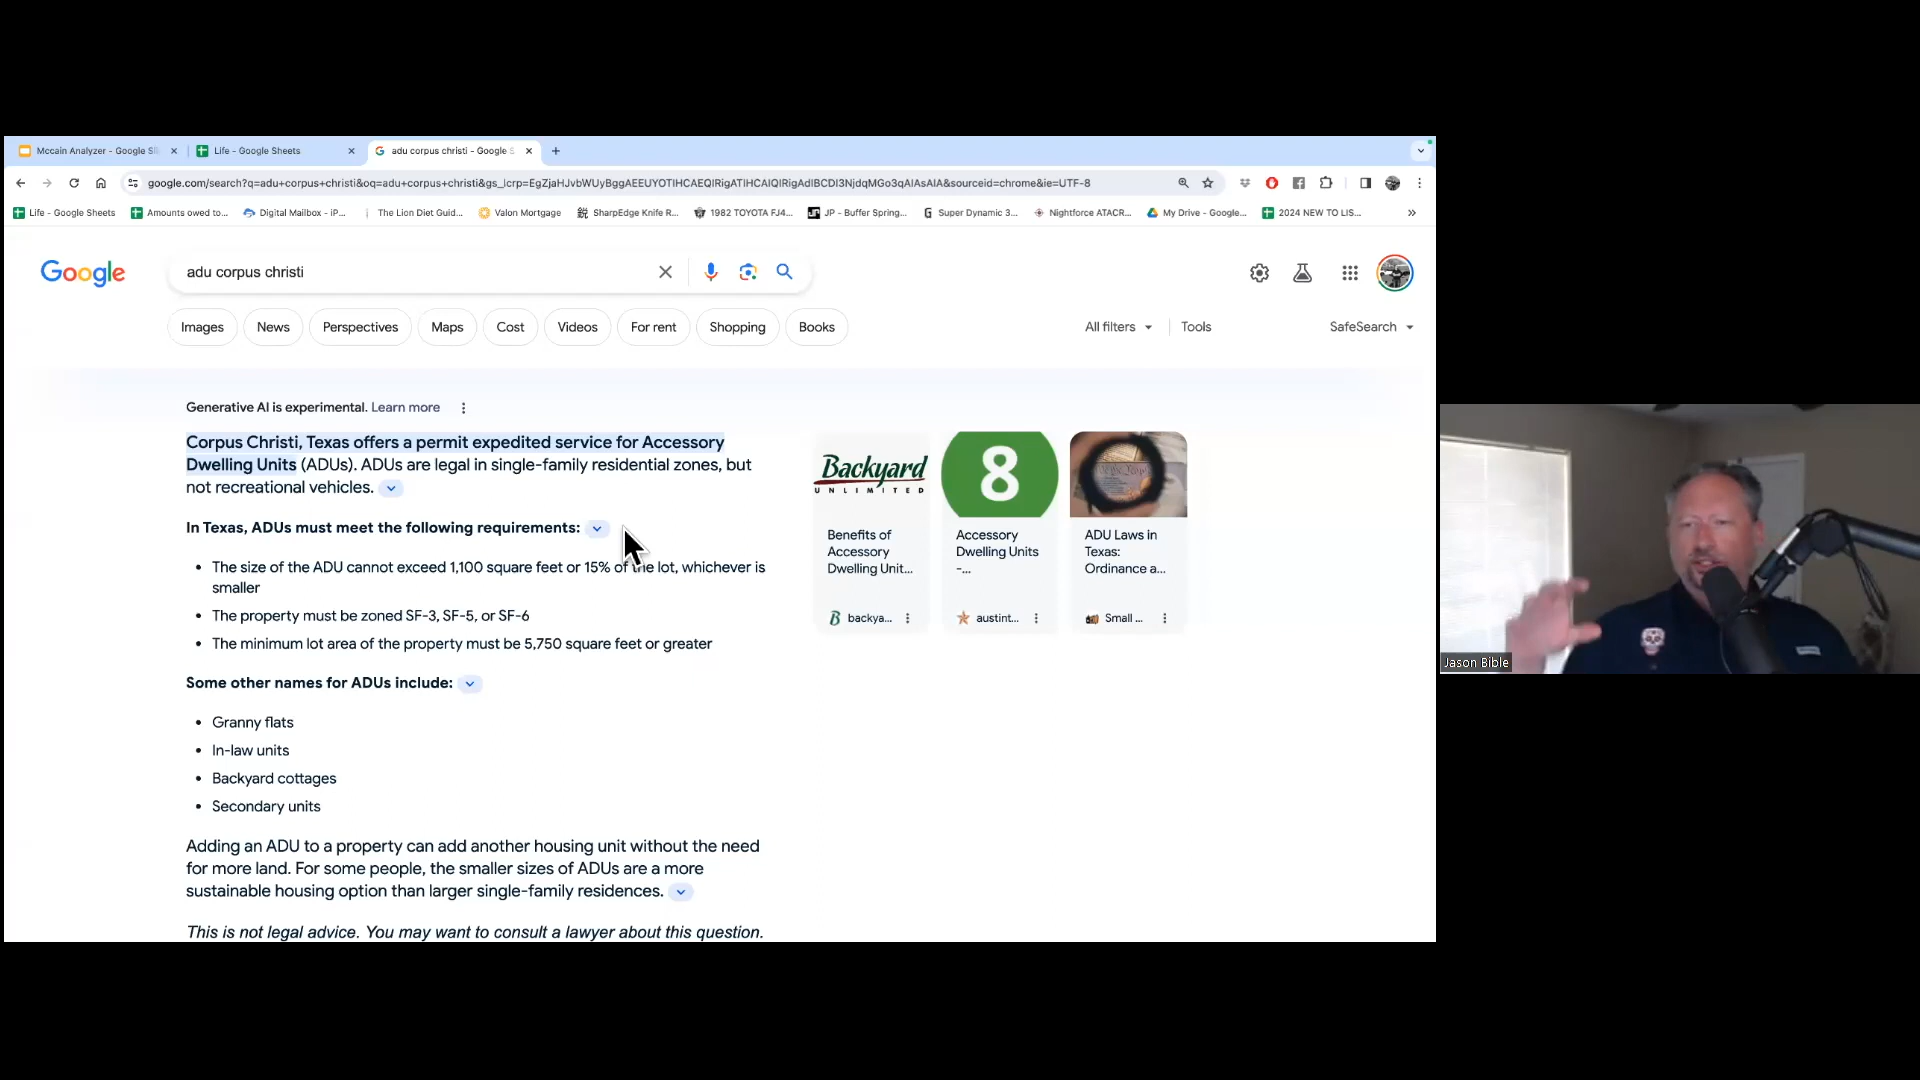 Mccain Analyzer - Google Sli
Life - Google Sheets
adu corpus christi - Google S
google.com/search?q=adu+corpus+christi&oq=adu+corpus+christi&gs_lcrp=EgZjaHJvbWUyBggAEEUYOTIHCAEQIRigATIHCAIQIRigAdIBCDI3NjdqMGo3qAIAsAIA&sourceid=chrome&ie=UTF-8
Life - Google Sheets
Amounts owed to...
Digital Mailbox - iP...
The Lion Diet Guid...
Valon Mortgage
SharpEdge Knife R...
1982 TOYOTA FJ4...
JP - Buffer Spring...
Super Dynamic 3...
Nightforce ATACR...
My Drive - Google...
2024 NEW TO LIS...
Google
adu corpus christi
Images
News
Perspectives
Maps
Cost
Videos
For rent
Shopping
Books
All filters
Tools
SafeSearch
Generative AI is experimental. Learn more
Corpus Christi, Texas offers a permit expedited service for Accessory
Dwelling Units (ADUs). ADUs are legal in single-family residential zones, but
not recreational vehicles.
In Texas, ADUs must meet the following requirements:
• The size of the ADU cannot exceed 1,100 square feet or 15% of the lot, whichever is
smaller
• The property must be zoned SF-3, SF-5, or SF-6
• The minimum lot area of the property must be 5,750 square feet or greater
Some other names for ADUs include:
• Granny flats
• In-law units
• Backyard cottages
• Secondary units
Adding an ADU to a property can add another housing unit without the need
for more land. For some people, the smaller sizes of ADUs are a more
sustainable housing option than larger single-family residences.
This is not legal advice. You may want to consult a lawyer about this question.
Backyard
UNLIMITED
Benefits of
Accessory
Dwelling Unit...
backya...
8
Accessory
Dwelling Units
-...
austint...
ADU Laws in
Texas:
Ordinance a...
Small ...
Jason Bible